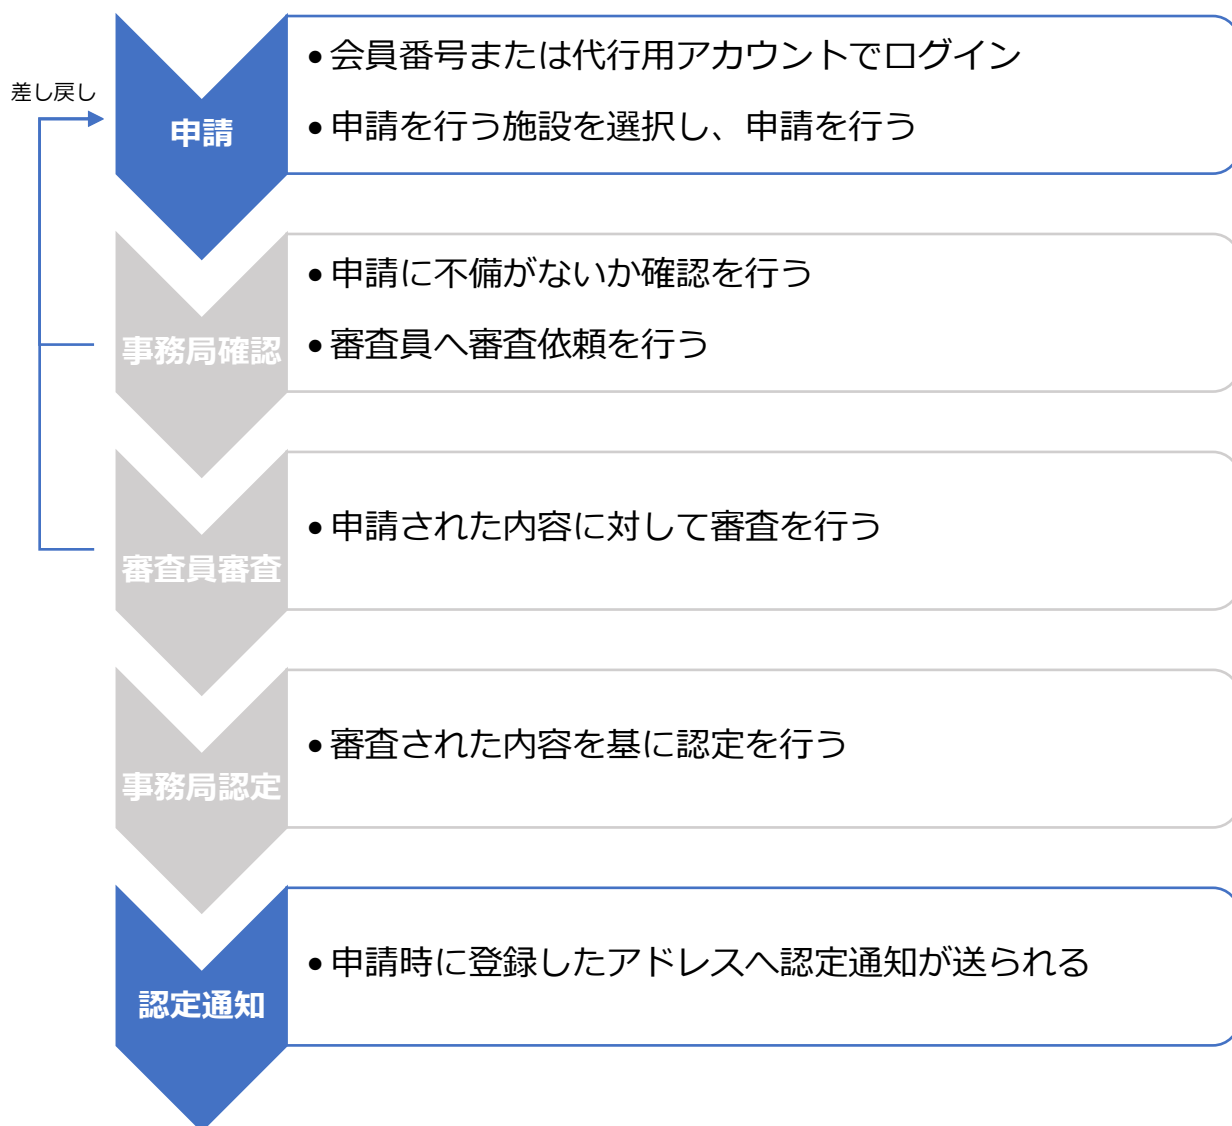 差し戻し
申請
• 会員番号または代行用アカウントでログイン
• 申請を行う施設を選択し、申請を行う
事務局確認
• 申請に不備がないか確認を行う
• 審査員へ審査依頼を行う
審査員審査
• 申請された内容に対して審査を行う
事務局認定
• 審査された内容を基に認定を行う
認定通知
• 申請時に登録したアドレスへ認定通知が送られる